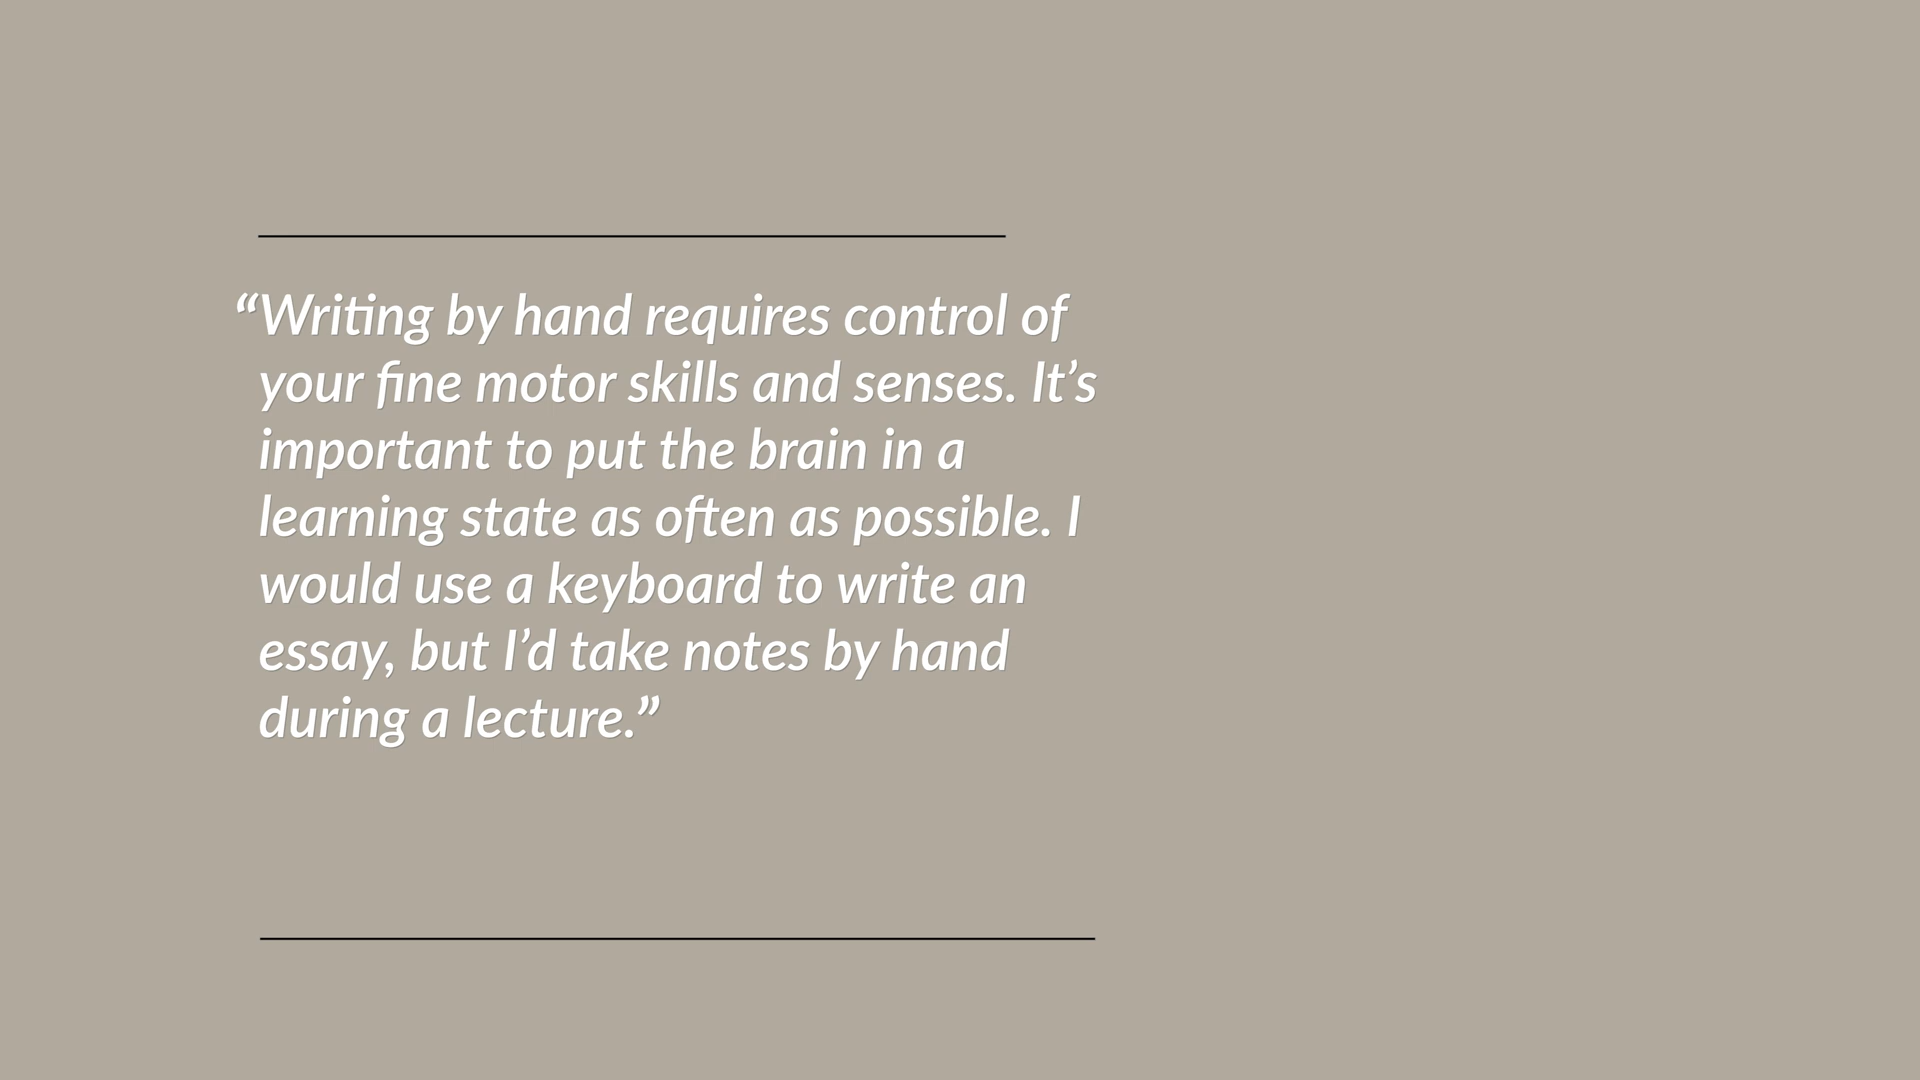 “Writing by hand requires control of
your fine motor skills and senses. It’s
important to put the brain in a
learning state as often as possible. I
would use a keyboard to write an
essay, but I’d take notes by hand
during a lecture.”